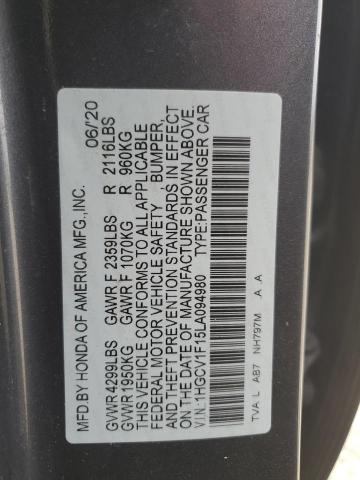 MFD.BY HONDA OF AMERICA MFG.,INC. 06/'20
GVWR 4299LBS GAWR F 2359LBS R 2116LBS
GVWR 1950KG GAWR F 1070KG R 960KG
THIS VEHICLE CONFORMS TO ALL APPLICABLE
FEDERAL MOTOR VEHICLE SAFETY , BUMPER,
AND THEFT PREVENTION STANDARDS IN EFFECT
ON THE DATE OF MANUFACTURE SHOWN ABOVE.
VIN:1HGCV1F15LA094980 TYPE:PASSENGER CAR
TVA L AB7 NH797M A A